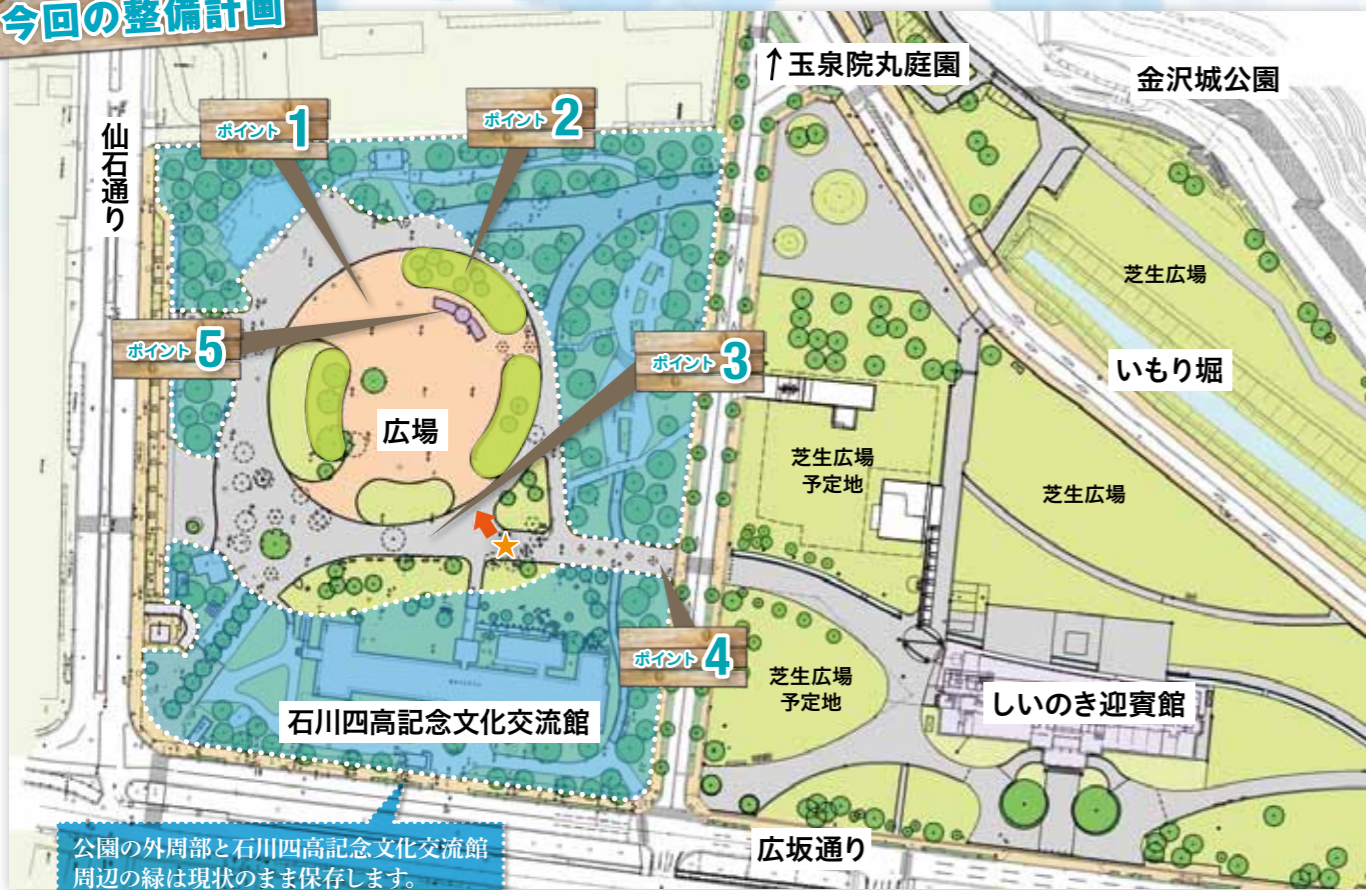 今回の整備計画
↑玉泉院丸庭園
金沢城公園
仙石通り
ポイント1
ポイント2
芝生広場
ポイント5
ポイント3
いもり堀
広場
芝生広場
予定地
芝生広場
ポイント4
芝生広場
予定地
しいのき迎賓館
石川四高記念文化交流館
広坂通り
公園の外周部と石川四高記念文化交流館
周辺の緑は現状のまま保存します。